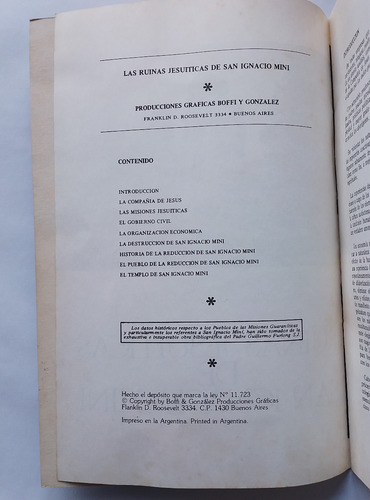 LAS RUINAS JESUITICAS DE SAN IGNACIO MINI
*
PRODUCCIONES GRAFICAS BOFFI Y GONZALEZ
FRANKLIN D. ROOSEVELT 3334 * BUENOS AIRES
CONTENIDO
INTRODUCCION
LA COMPAÑIA DE JESUS
LAS MISIONES JESUITICAS
EL GOBIERNO CIVIL
LA ORGANIZACION ECONOMICA
LA DESTRUCCION DE SAN IGNACIO MINI
HISTORIA DE LA REDUCCION DE SAN IGNACIO MINI
EL PUEBLO DE LA REDUCCION DE SAN IGNACIO MINI
EL TEMPLO DE SAN IGNACIO MINI
*
Los datos históricos respecto a los Pueblos de las Misiones Guaraníticas
y particularmente los referentes a San Ignacio Mini, han sido tomados de la
exhaustiva e insuperable obra bibliográfica del Padre Guillermo Furlong S.J.
*
Hecho el depósito que marca la ley N° 11.723
© Copyright by Boffi & González Producciones Gráficas
Franklin D. Roosevelt 3334. C.P. 1430 Buenos Aires
Impreso en la Argentina. Printed in Argentina.
INTRODUCCION